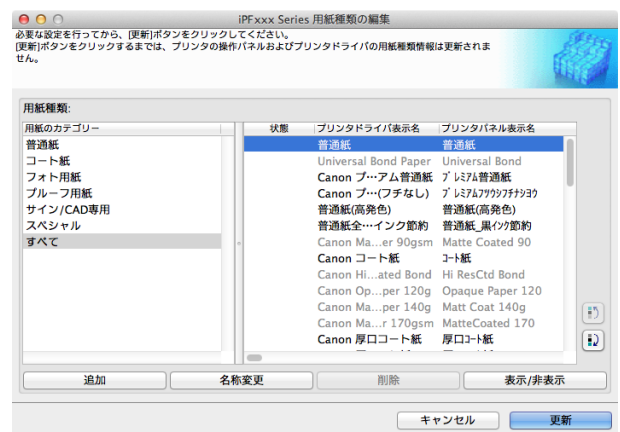 iPFxxx Series 用紙種類の編集
必要な設定を行ってから、[更新]ボタンをクリックしてください。
[更新]ボタンをクリックするまでは、プリンタの操作パネルおよびプリンタドライバの用紙種類情報は更新されま
せん。
用紙種類:
用紙のカテゴリー
普通紙
コート紙
フォト用紙
プルーフ用紙
サイン/CAD専用
スペシャル
すべて
状態 プリンタドライバ表示名 プリンタパネル表示名
普通紙 普通紙
Universal Bond Paper Universal Bond
Canon プ…アム普通紙 プレミアム普通紙
Canon プ…(フチなし) プレミアムフツウシフチナシヨウ
普通紙(高発色) 普通紙(高発色)
普通紙全…インク節約 普通紙_黒インク節約
Canon Ma…er 90gsm Matte Coated 90
Canon コート紙 コート紙
Canon Hi…ated Bond Hi ResCtd Bond
Canon Op…per 120g Opaque Paper 120
Canon Ma…per 140g Matt Coat 140g
Canon Ma…r 170gsm MatteCoated 170
Canon 厚口コート紙 厚口コート紙
追加 名称変更 削除 表示/非表示
キャンセル 更新